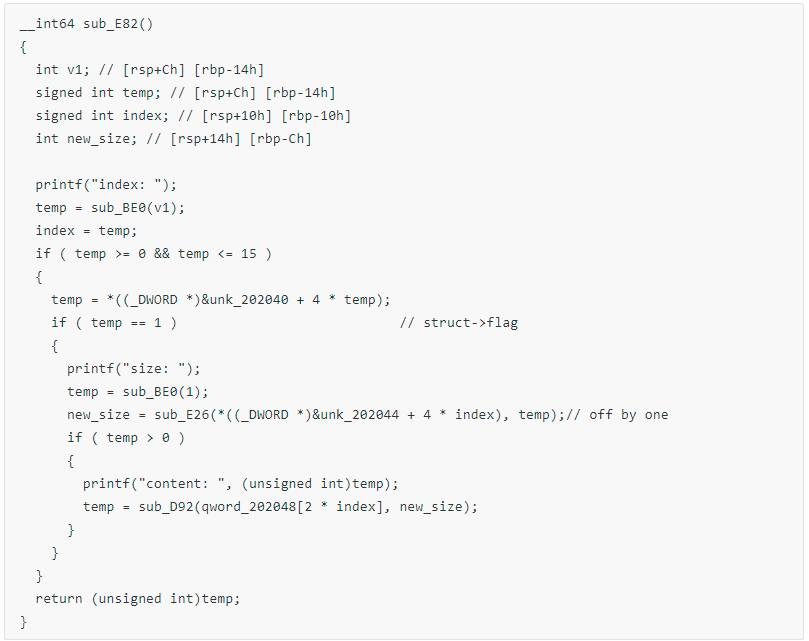 __int64 sub_E82()
{
  int v1; // [rsp+Ch] [rbp-14h]
  signed int temp; // [rsp+Ch] [rbp-14h]
  signed int index; // [rsp+10h] [rbp-10h]
  int new_size; // [rsp+14h] [rbp-Ch]

  printf("index: ");
  temp = sub_BE0(v1);
  index = temp;
  if ( temp >= 0 && temp <= 15 )
  {
    temp = *((_DWORD *)&unk_202040 + 4 * temp);
    if ( temp == 1 )                            // struct->flag
    {
      printf("size: ");
      temp = sub_BE0(1);
      new_size = sub_E26(*((_DWORD *)&unk_202044 + 4 * index), temp);// off by one
      if ( temp > 0 )
      {
        printf("content: ", (unsigned int)temp);
        temp = sub_D92(qword_202048[2 * index], new_size);
      }
    }
  }
  return (unsigned int)temp;
}